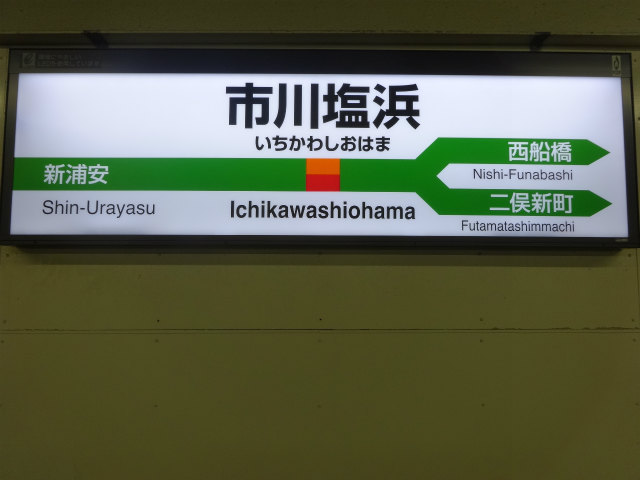 市川塩浜
いちかわしおはま
西船橋
Nishi-Funabashi
新浦安
Shin-Urayasu
Ichikawashiohama
二俣新町
Futamatashimmachi